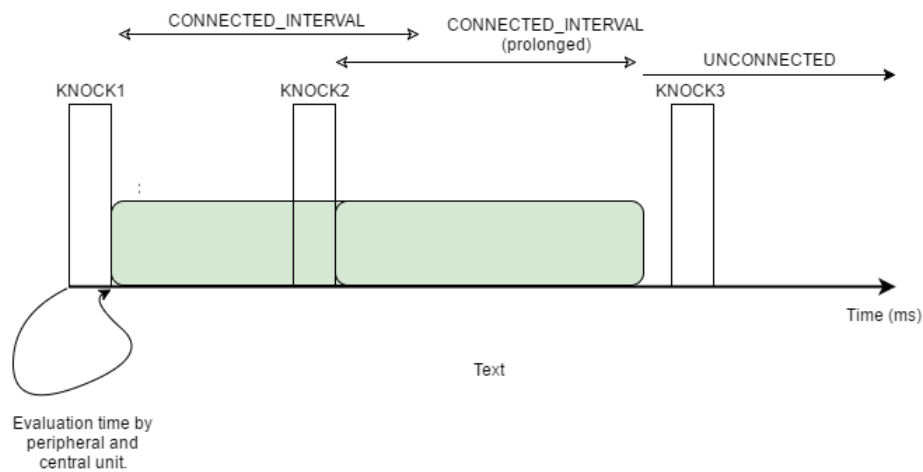 CONNECTED_INTERVAL
CONNECTED_INTERVAL
(prolonged)
UNCONNECTED
KNOCK1
KNOCK2
KNOCK3
:
Time (ms)
Text
Evaluation time by
peripheral and
central unit.